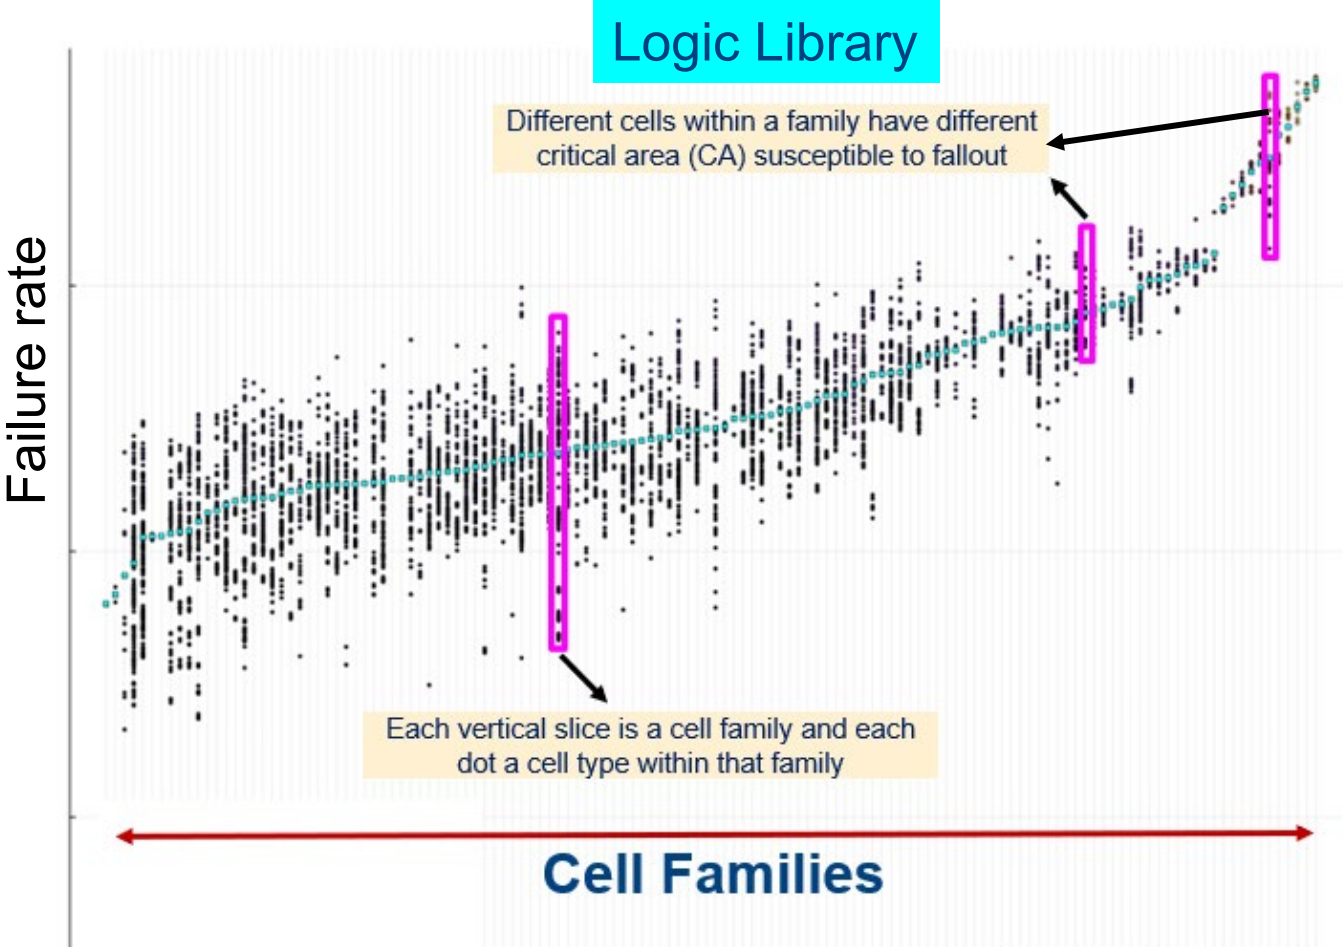 Logic Library
Different cells within a family have different
critical area (CA) susceptible to fallout
Failure rate
Each vertical slice is a cell family and each
dot a cell type within that family
Cell Families